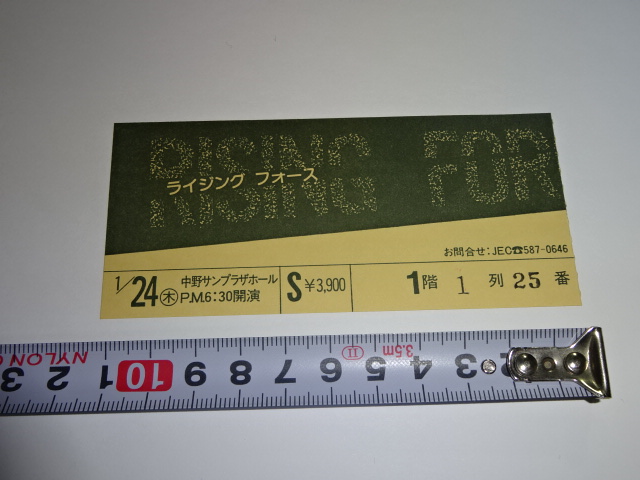 RISING FOR
ライジング フォース
お問合せ:JEC☎587-0646
1/24㊍ 中野サンプラザホール
P.M.6:30開演
S ¥3,900
1階 1 列 25 番
NYLON 3 2 1 10 9 8 7 6 5 4 3
3.5m
II